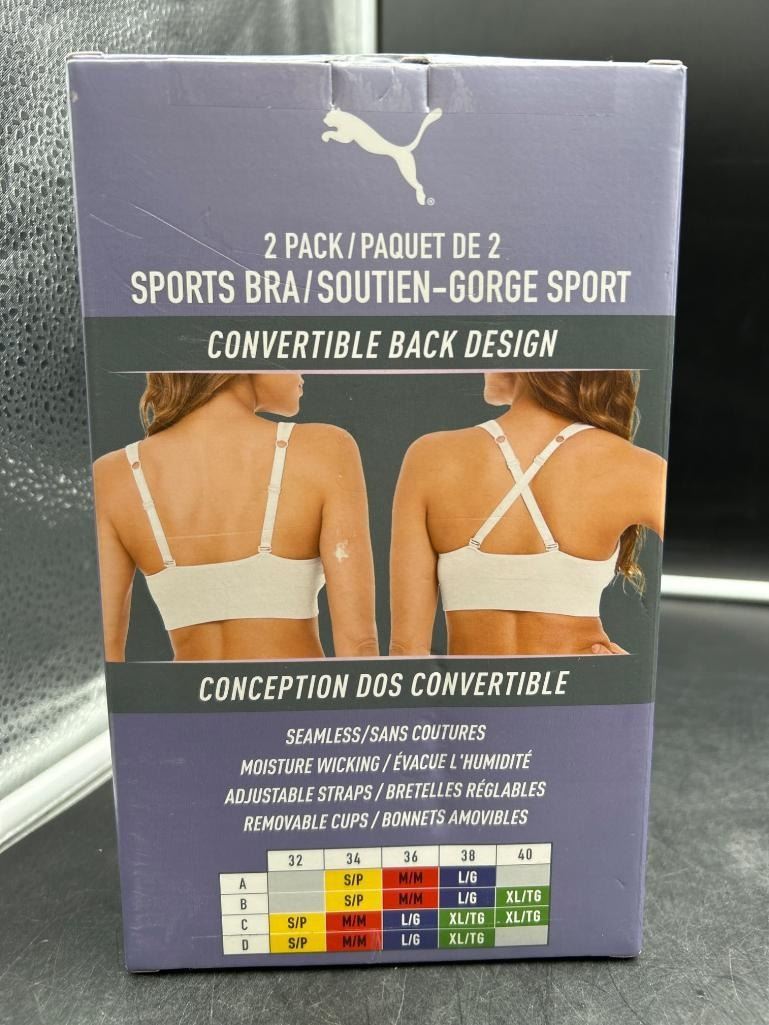 2 PACK/PAQUET DE 2
SPORTS BRA/SOUTIEN-GORGE SPORT
CONVERTIBLE BACK DESIGN
CONCEPTION DOS CONVERTIBLE
SEAMLESS/SANS COUTURES
MOISTURE WICKING / ÉVACUE L'HUMIDITÉ
ADJUSTABLE STRAPS / BRETELLES RÉGLABLES
REMOVABLE CUPS / BONNETS AMOVIBLES
32 34 36 38 40
A S/P M/M L/G
B S/P M/M L/G XL/TG
C S/P M/M L/G XL/TG XL/TG
D S/P M/M L/G XL/TG